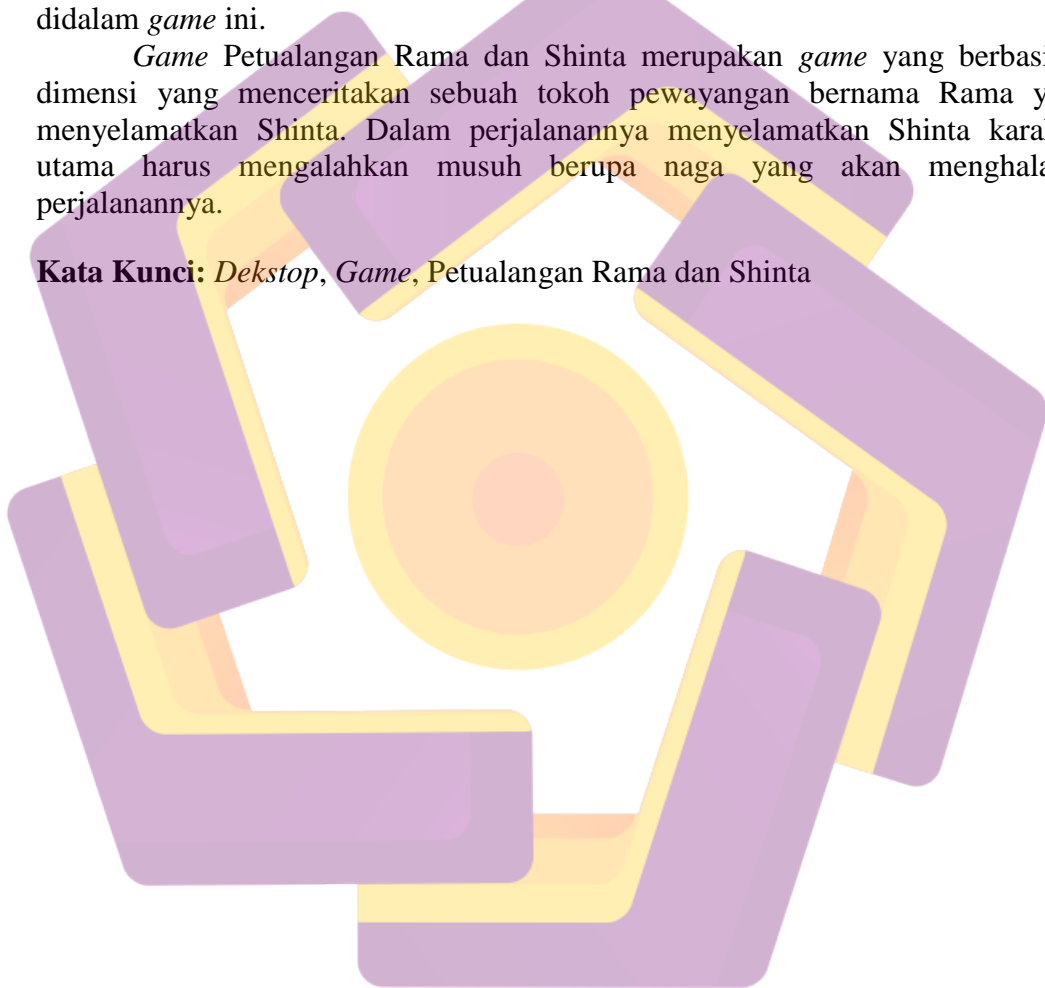 didalam game ini.
Game Petualangan Rama dan Shinta merupakan game yang berbasi
dimensi yang menceritakan sebuah tokoh pewayangan bernama Rama y
menyelamatkan Shinta. Dalam perjalanannya menyelamatkan Shinta kara
utama harus mengalahkan musuh berupa naga yang akan menghala
perjalanannya.
Kata Kunci: Dekstop, Game, Petualangan Rama dan Shinta